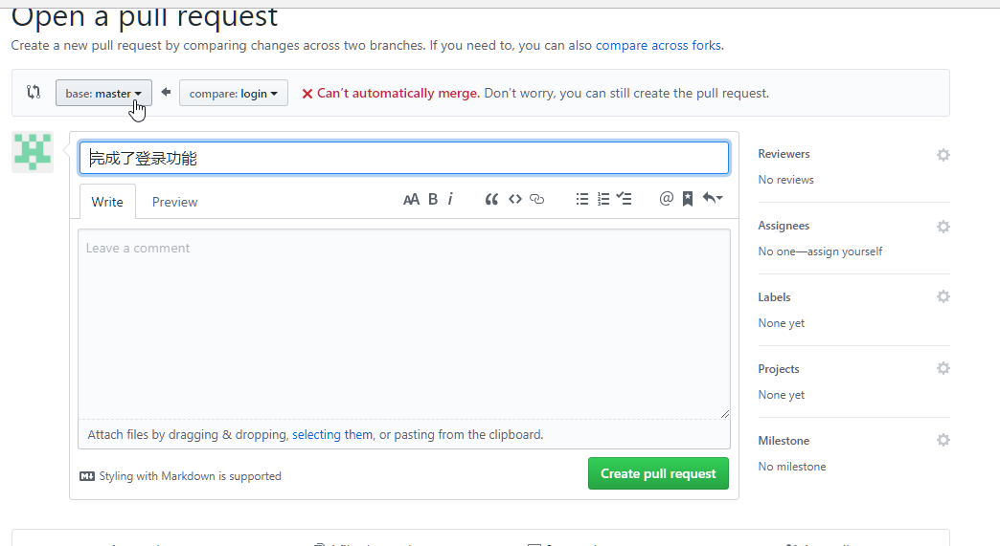 Open a pull request
Create a new pull request by comparing changes across two branches. If you need to, you can also compare across forks.
base: master compare: login Can't automatically merge. Don't worry, you can still create the pull request.
完成了登录功能
Write Preview AA B i @
Leave a comment
Attach files by dragging & dropping, selecting them, or pasting from the clipboard.
Styling with Markdown is supported
Create pull request
Reviewers
No reviews
Assignees
No one—assign yourself
Labels
None yet
Projects
None yet
Milestone
No milestone